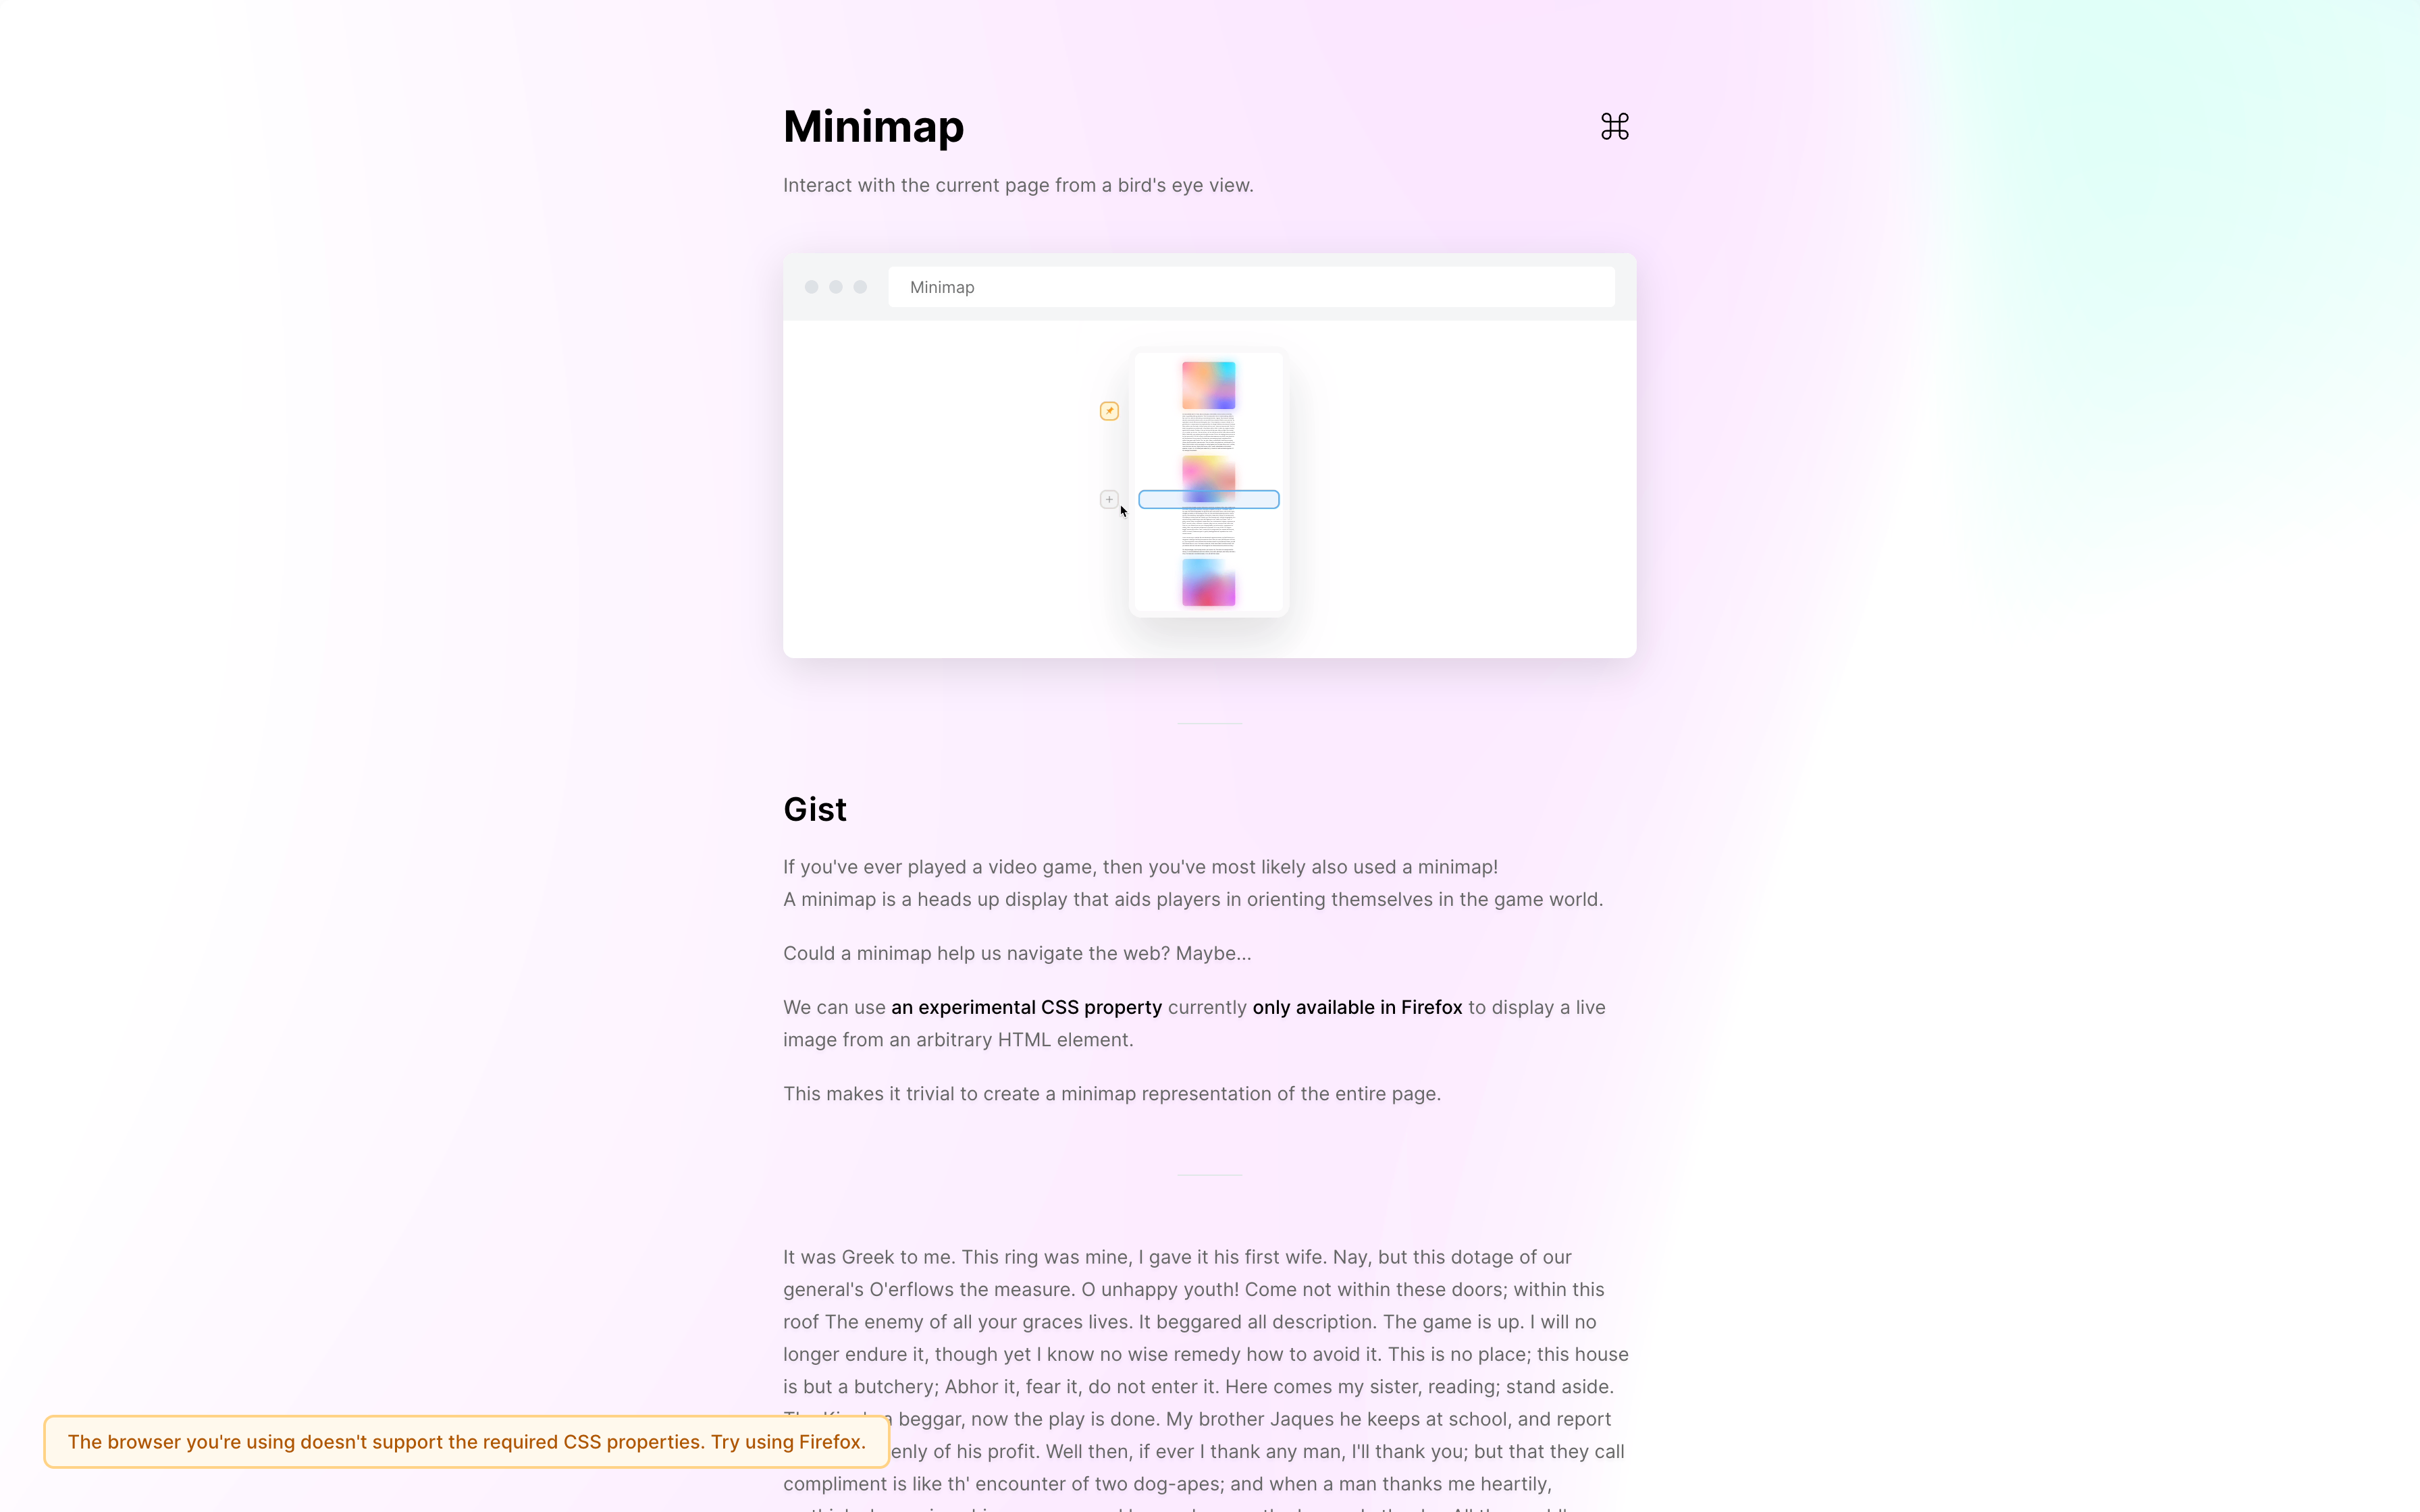 Minimap
Interact with the current page from a bird's eye view.
Minimap
Gist
If you've ever played a video game, then you've most likely also used a minimap!
A minimap is a heads up display that aids players in orienting themselves in the game world.
Could a minimap help us navigate the web? Maybe...
We can use an experimental CSS property currently only available in Firefox to display a live
image from an arbitrary HTML element.
This makes it trivial to create a minimap representation of the entire page.
It was Greek to me. This ring was mine, I gave it his first wife. Nay, but this dotage of our
general's O'erflows the measure. O unhappy youth! Come not within these doors; within this
roof The enemy of all your graces lives. It beggared all description. The game is up. I will no
longer endure it, though yet I know no wise remedy how to avoid it. This is no place; this house
is but a butchery; Abhor it, fear it, do not enter it. Here comes my sister, reading; stand aside.
beggar, now the play is done. My brother Jaques he keeps at school, and report
of his profit. Well then, if ever I thank any man, I'll thank you; but that they call
compliment is like th' encounter of two dog-apes; and when a man thanks me heartily,
The browser you're using doesn't support the required CSS properties. Try using Firefox.